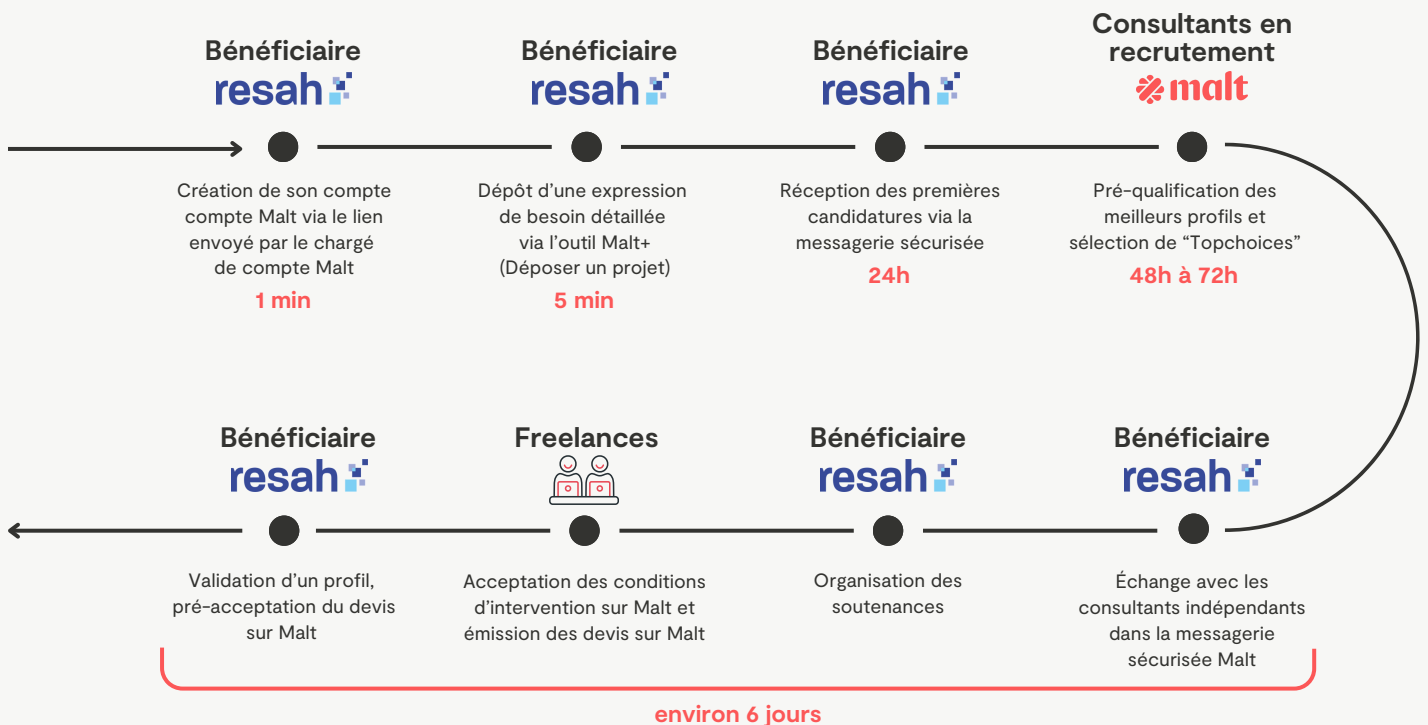 Bénéficiaire
resah
Création de son compte
compte Malt via le lien
envoyé par le chargé
de compte Malt
1 min
Bénéficiaire
resah
Dépôt d’une expression
de besoin détaillée
via l’outil Malt+
(Déposer un projet)
5 min
Bénéficiaire
resah
Réception des premières
candidatures via la
messagerie sécurisée
24h
Consultants en
recrutement
malt
Pré-qualification des
meilleurs profils et
sélection de “Topchoices”
48h à 72h
Bénéficiaire
resah
Échange avec les
consultants indépendants
dans la messagerie
sécurisée Malt
Bénéficiaire
resah
Organisation des
soutenances
Freelances
Acceptation des conditions
d’intervention sur Malt et
émission des devis sur Malt
Bénéficiaire
resah
Validation d’un profil,
pré-acceptation du devis
sur Malt
environ 6 jours